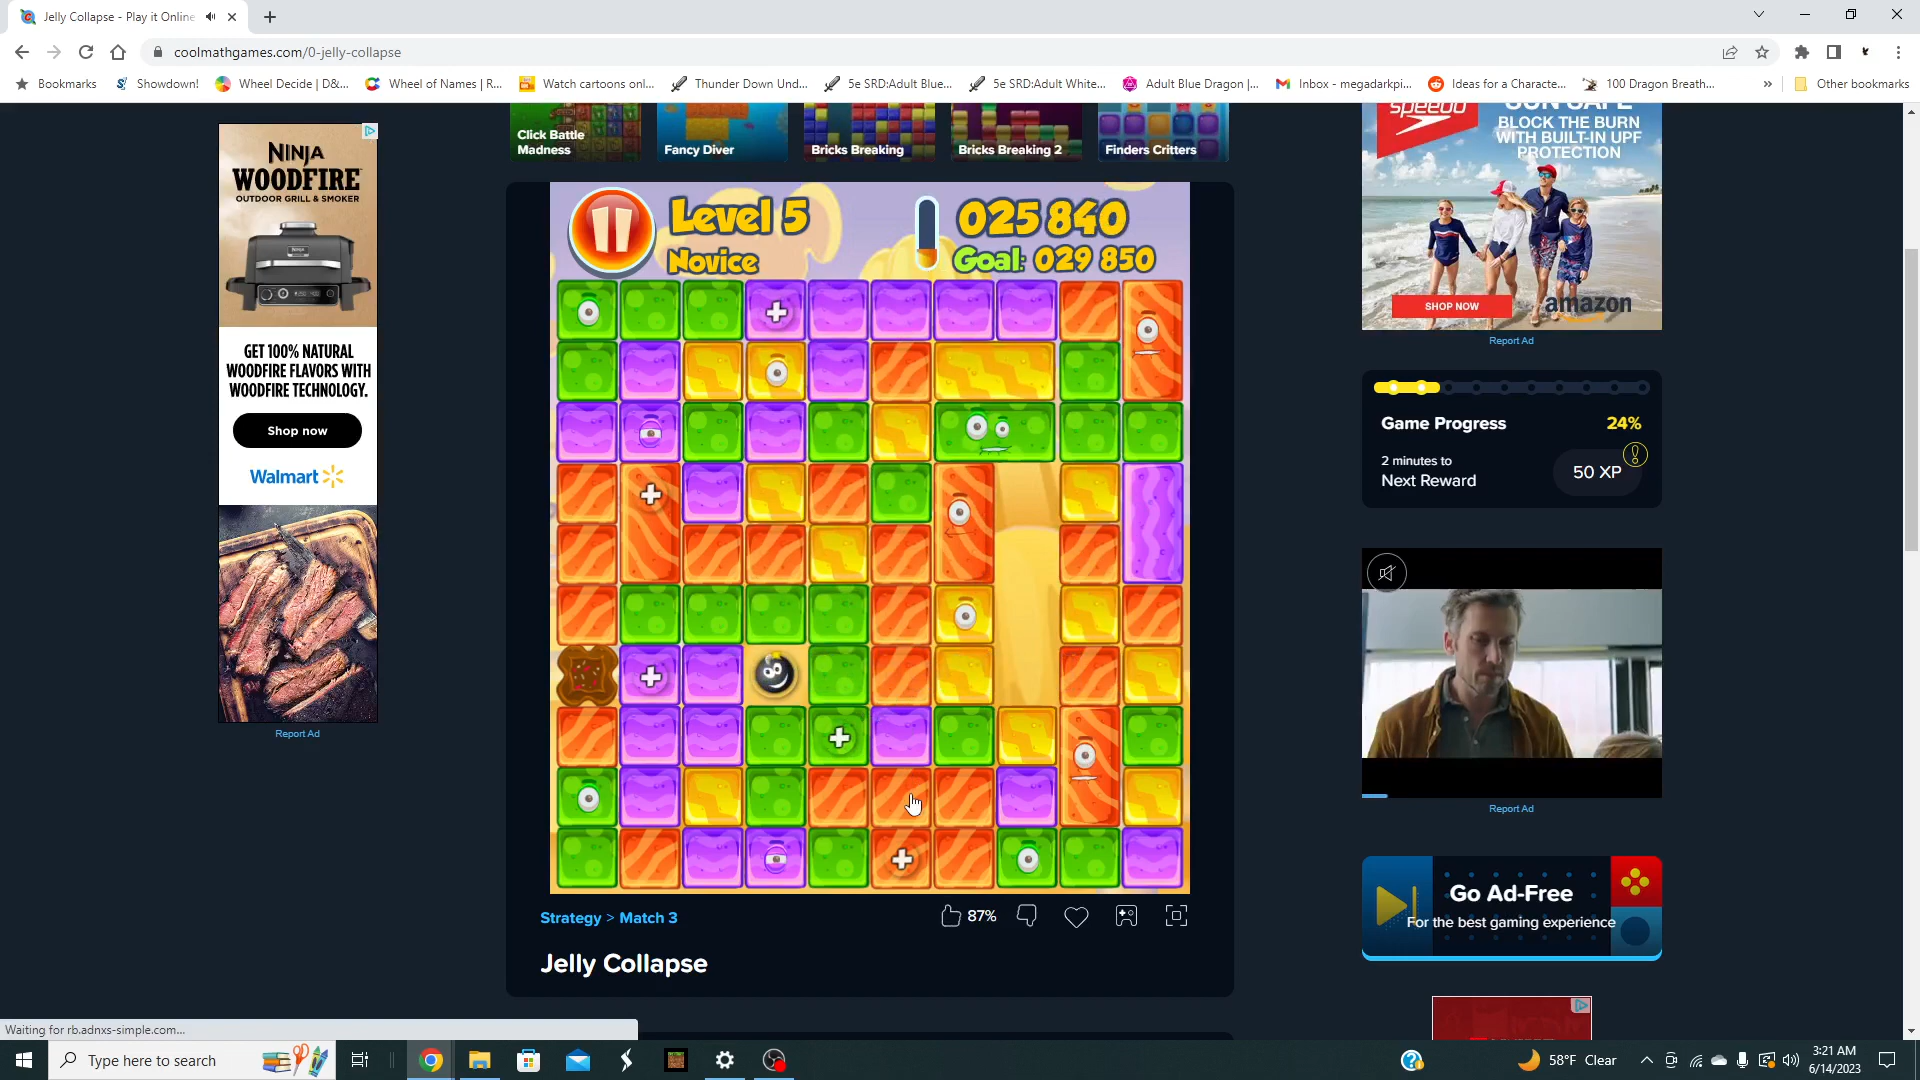 Jelly Collapse - Play it Online
coolmathgames.com/0-jelly-collapse
Bookmarks
Showdown!
Wheel Decide | D&...
Wheel of Names | R...
Watch cartoons onl...
Thunder Down Und...
5e SRD:Adult Blue...
5e SRD:Adult White...
Adult Blue Dragon |...
Inbox - megadarkpi...
Ideas for a Characte...
100 Dragon Breath...
»
Other bookmarks
NINJA
WOODFIRE
OUTDOOR GRILL & SMOKER
GET 100% NATURAL
WOODFIRE FLAVORS WITH
WOODFIRE TECHNOLOGY.
Shop now
Walmart
Report Ad
Click Battle
Madness
Fancy Diver
Bricks Breaking
Bricks Breaking 2
Finders Critters
Level 5
Novice
025 840
Goal: 029 850
Strategy > Match 3
87%
Jelly Collapse
speedo
SUN SAFE
BLOCK THE BURN
WITH BUILT-IN UPF
PROTECTION
SHOP NOW
amazon
Report Ad
Game Progress
24%
2 minutes to
Next Reward
50 XP
Report Ad
Go Ad-Free
For the best gaming experience
Waiting for rb.adnxs-simple.com...
Type here to search
58°F Clear
3:21 AM
6/14/2023